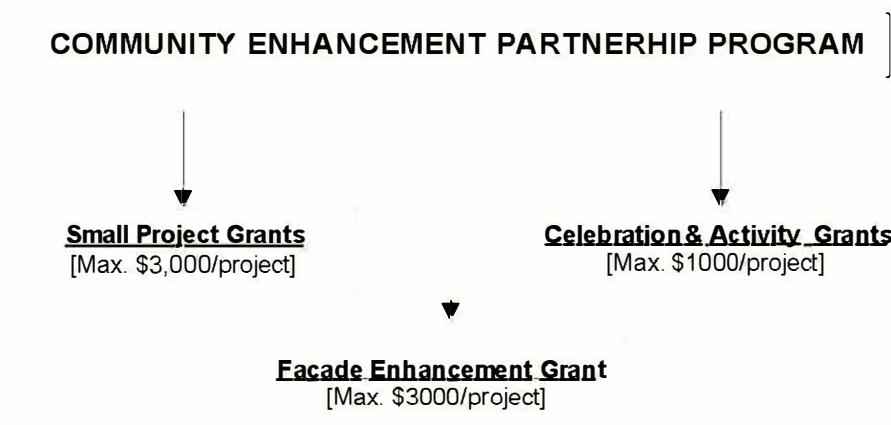 COMMUNITY ENHANCEMENT PARTNERHIP PROGRAM
Small Project Grants
[Max. $3,000/project]
Celebration & Activity Grants
[Max. $1000/project]
Façade Enhancement Grant
[Max. $3000/project]